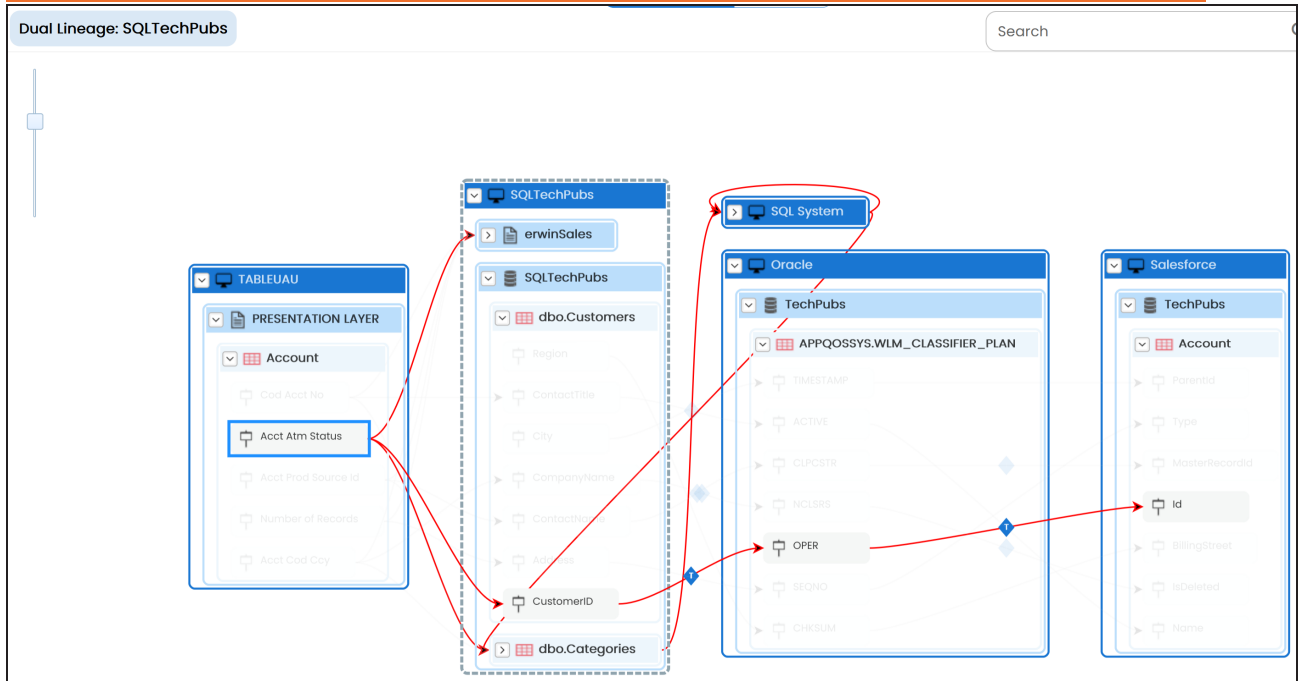 Dual Lineage: SQLTechPubs
Search
TABLEUAU
PRESENTATION LAYER
Account
Cod Acct No
Acct Atm Status
Acct Prod Source Id
Number of Records
Acct Cod Ccy
SQLTechPubs
erwinSales
SQLTechPubs
dbo.Customers
Region
ContactTitle
City
CompanyName
Address
CustomerID
dbo.Categories
SQL System
Oracle
TechPubs
APPQOSSYS.WLM_CLASSIFIER_PLAN
TIMESTAMP
ACTIVE
CLPCSTR
NCLSRS
OPER
T
SEQNO
CHKSUM
T
Salesforce
TechPubs
Account
ParentId
Type
MasterRecordId
Id
BillingStreet
IsDeleted
Name